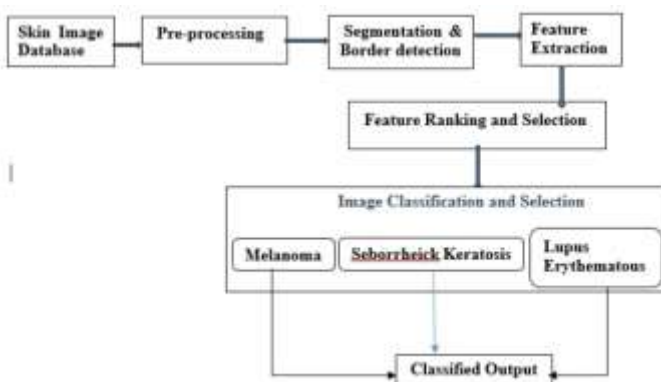 Skin Image
Database
Pre-processing
Segmentation &
Border detection
Feature
Extraction
Feature Ranking and Selection
Image Classification and Selection
Melanoma
Seborrheick Keratosis
Lupus
Erythematous
Classified Output